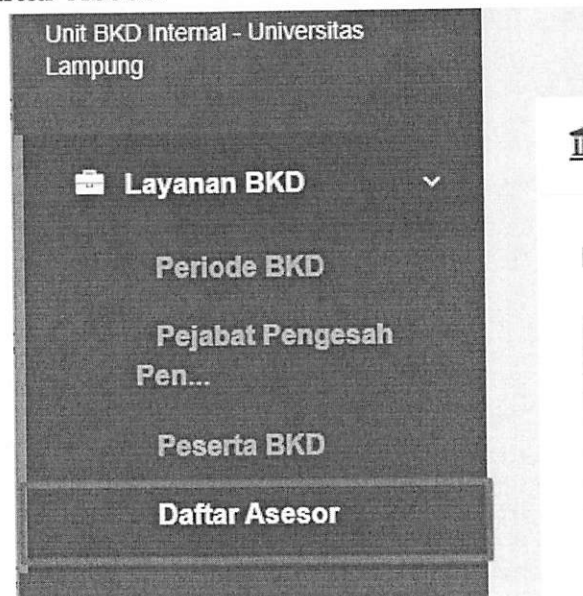 Unit BKD Internal - Universitas
Lampung
Layanan BKD
Periode BKD
Pejabat Pengesah
Pen...
Peserta BKD
Daftar Asesor